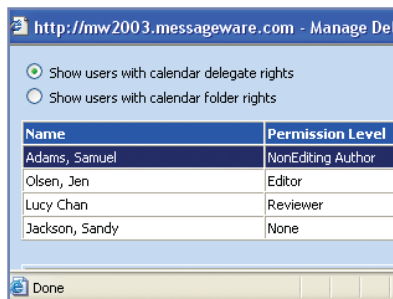 http://mw2003.messageware.com - Manage Del
Show users with calendar delegate rights
Show users with calendar folder rights
Name Permission Level
Adams, Samuel NonEditing Author
Olsen, Jen Editor
Lucy Chan Reviewer
Jackson, Sandy None
Done